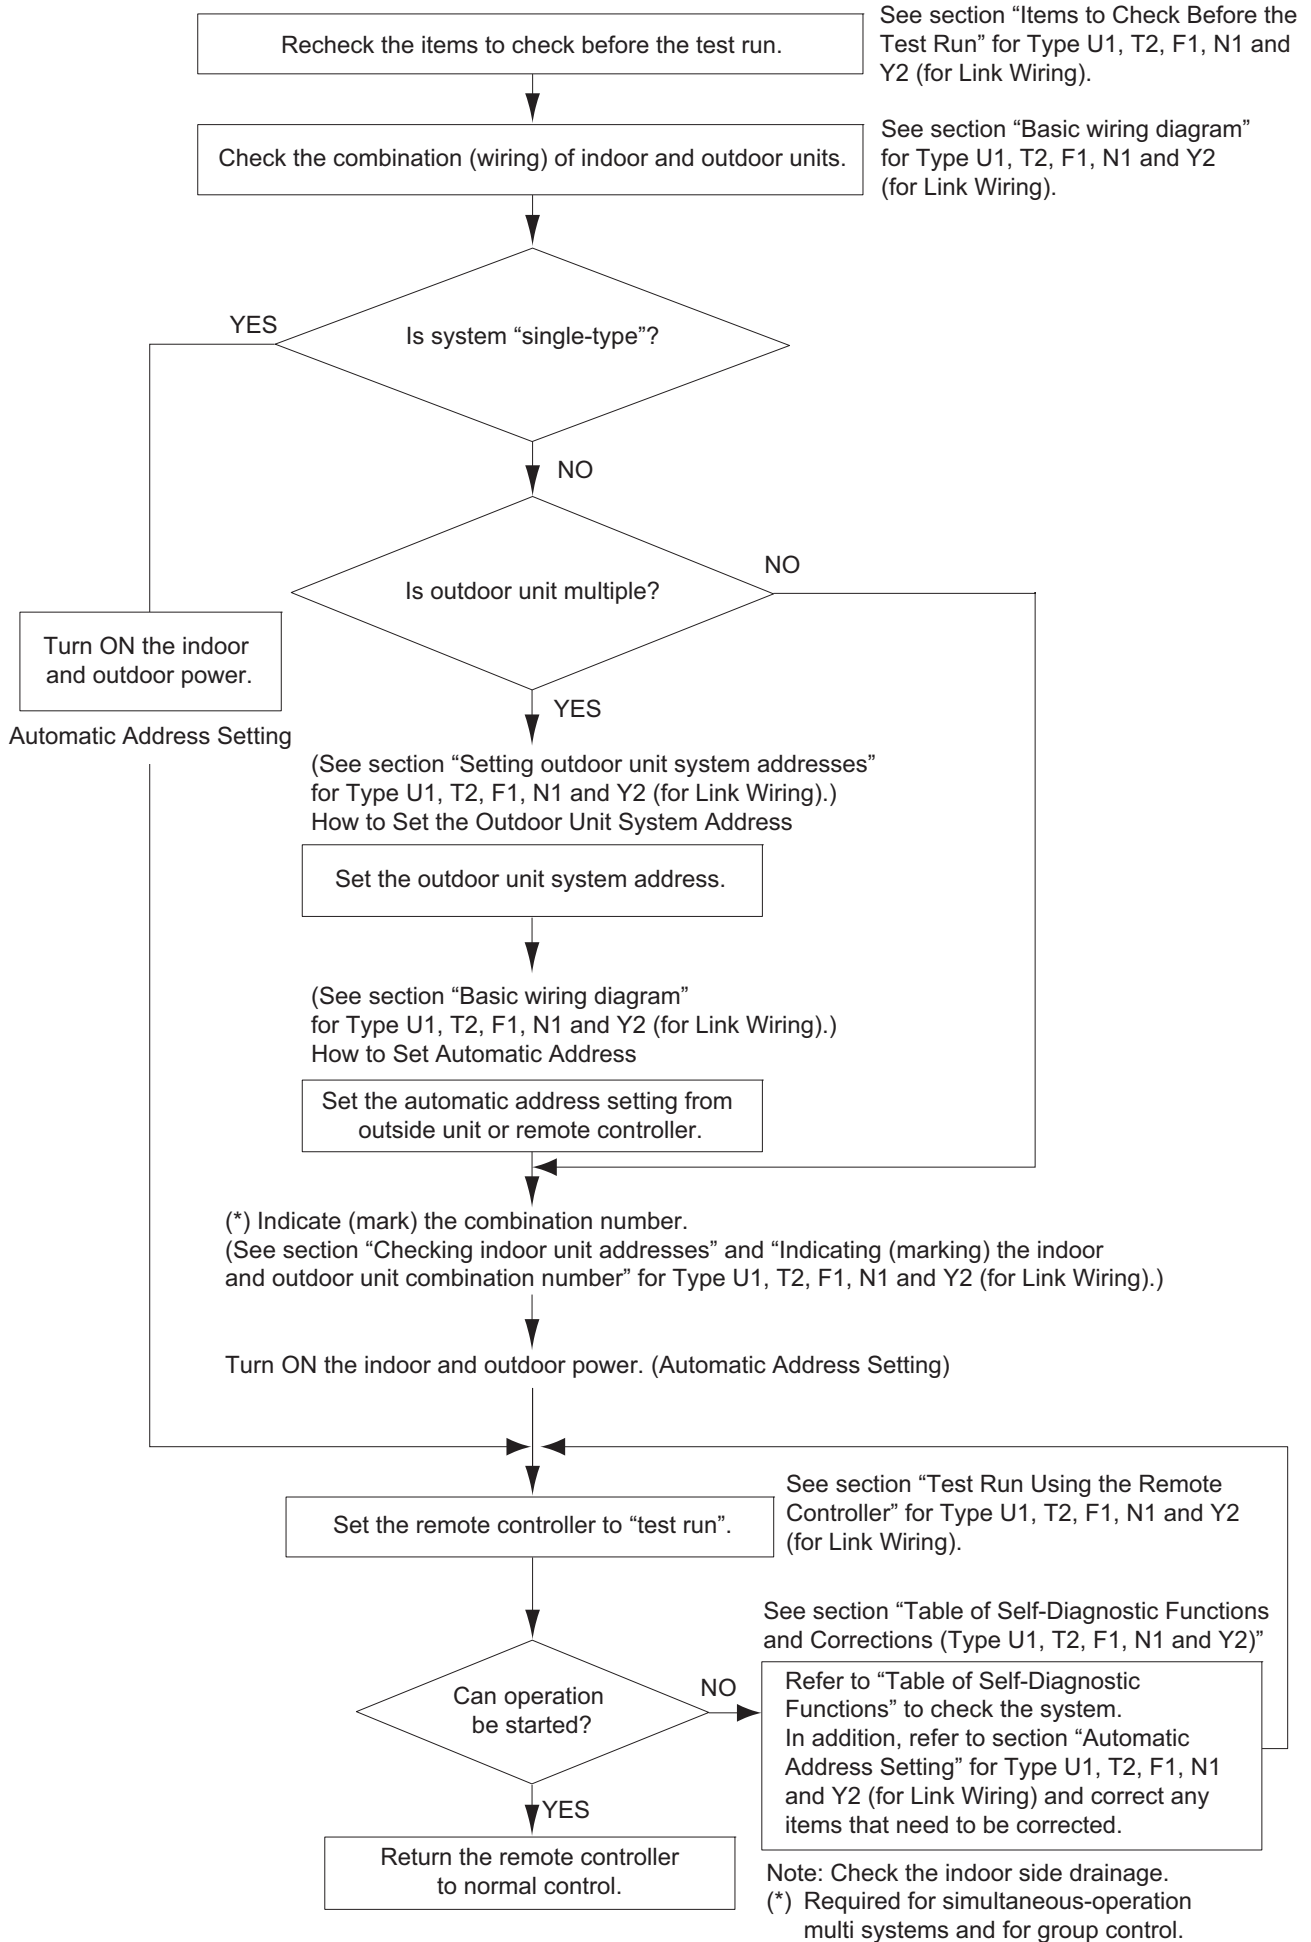 Recheck the items to check before the test run.
See section “Items to Check Before the
Test Run” for Type U1, T2, F1, N1 and
Y2 (for Link Wiring).
Check the combination (wiring) of indoor and outdoor units.
See section “Basic wiring diagram”
for Type U1, T2, F1, N1 and Y2
(for Link Wiring).
YES
Is system “single-type”?
NO
NO
Is outdoor unit multiple?
Turn ON the indoor
and outdoor power.
YES
Automatic Address Setting
(See section “Setting outdoor unit system addresses”
for Type U1, T2, F1, N1 and Y2 (for Link Wiring).)
How to Set the Outdoor Unit System Address
Set the outdoor unit system address.
(See section “Basic wiring diagram”
for Type U1, T2, F1, N1 and Y2 (for Link Wiring).)
How to Set Automatic Address
Set the automatic address setting from
outside unit or remote controller.
(*) Indicate (mark) the combination number.
(See section “Checking indoor unit addresses” and “Indicating (marking) the indoor
and outdoor unit combination number” for Type U1, T2, F1, N1 and Y2 (for Link Wiring).)
Turn ON the indoor and outdoor power. (Automatic Address Setting)
Set the remote controller to “test run”.
See section “Test Run Using the Remote
Controller” for Type U1, T2, F1, N1 and Y2
(for Link Wiring).
See section “Table of Self-Diagnostic Functions
and Corrections (Type U1, T2, F1, N1 and Y2)”
Can operation
be started?
NO
Refer to “Table of Self-Diagnostic
Functions” to check the system.
In addition, refer to section “Automatic
Address Setting” for Type U1, T2, F1, N1
and Y2 (for Link Wiring) and correct any
items that need to be corrected.
YES
Return the remote controller
to normal control.
Note: Check the indoor side drainage.
(*) Required for simultaneous-operation
multi systems and for group control.